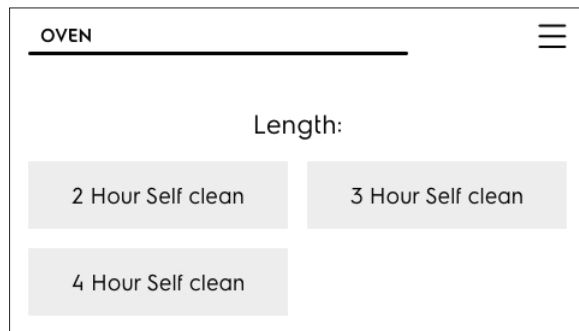 OVEN
Length:
2 Hour Self clean
3 Hour Self clean
4 Hour Self clean